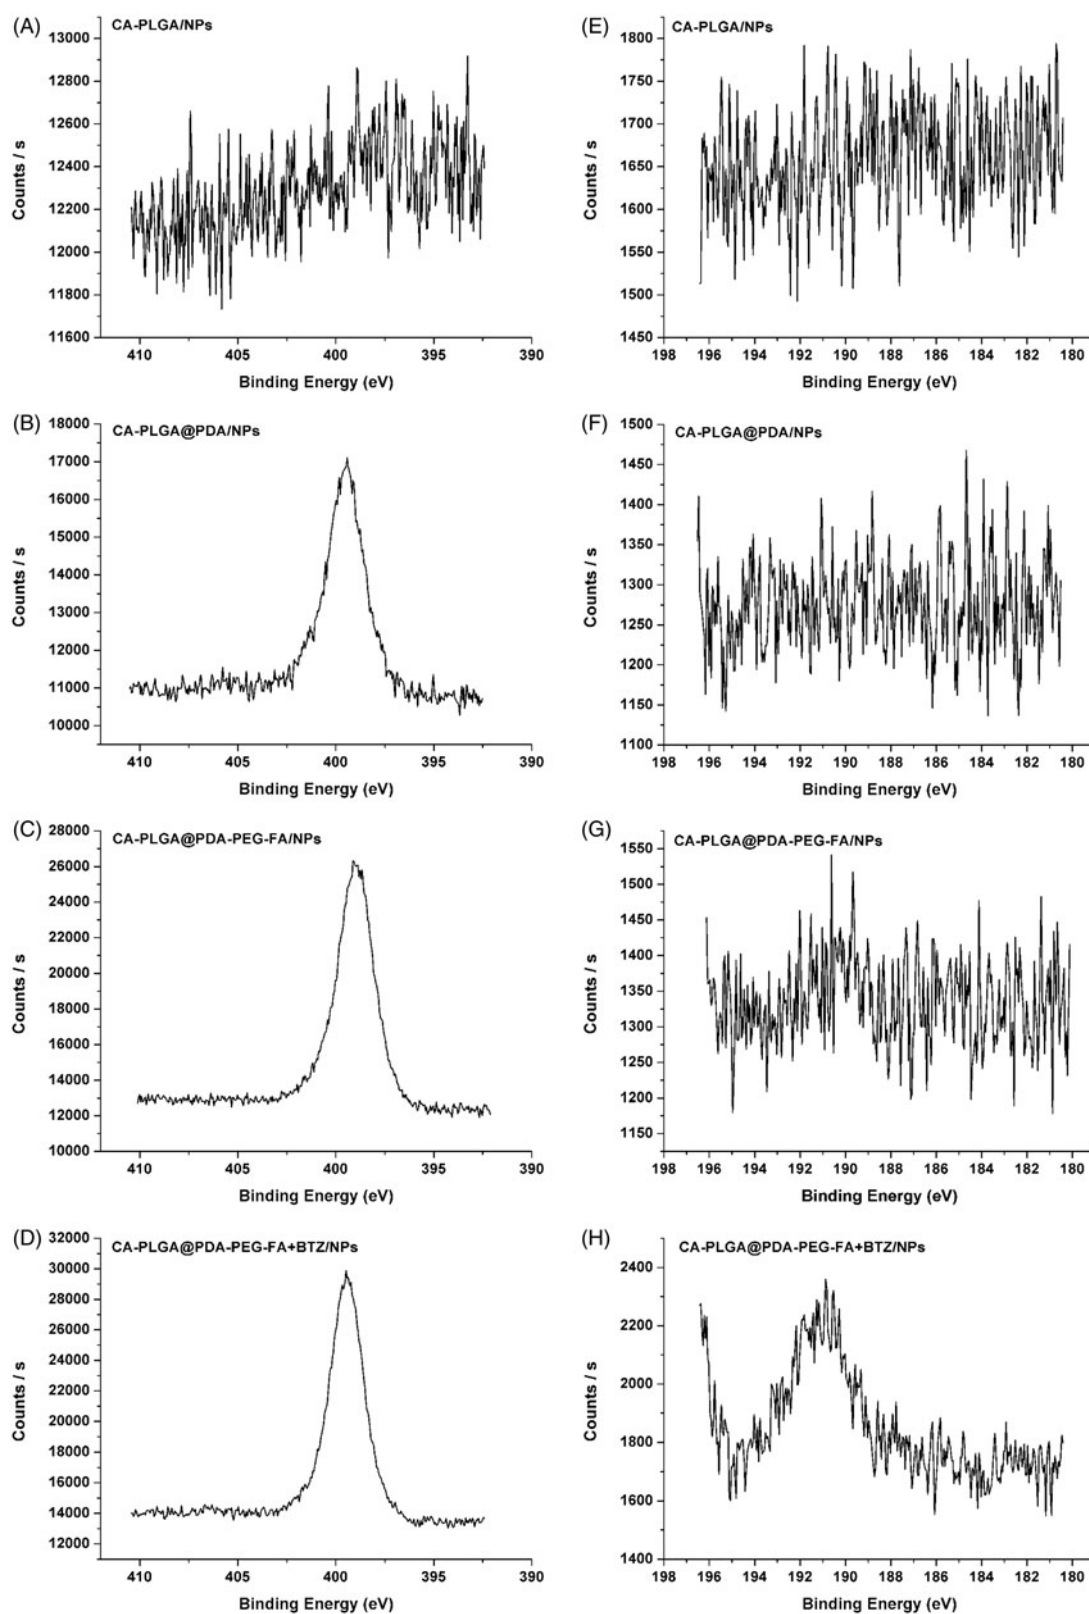 (A)
CA-PLGA/NPs
13000
12800
12600
12400
12200
12000
11800
11600
Counts / s
410 405 400 395 390
Binding Energy (eV)
(E)
CA-PLGA/NPs
1800
1750
1700
1650
1600
1550
1500
1450
Counts / s
198 196 194 192 190 188 186 184 182 180
Binding Energy (eV)
(B)
CA-PLGA@PDA/NPs
18000
17000
16000
15000
14000
13000
12000
11000
10000
Counts / s
410 405 400 395 390
Binding Energy (eV)
(F)
CA-PLGA@PDA/NPs
1500
1450
1400
1350
1300
1250
1200
1150
1100
Counts / s
198 196 194 192 190 188 186 184 182 180
Binding Energy (eV)
(C)
CA-PLGA@PDA-PEG-FA/NPs
28000
26000
24000
22000
20000
18000
16000
14000
12000
10000
Counts / s
410 405 400 395 390
Binding Energy (eV)
(G)
CA-PLGA@PDA-PEG-FA/NPs
1550
1500
1450
1400
1350
1300
1250
1200
1150
Counts / s
198 196 194 192 190 188 186 184 182 180
Binding Energy (eV)
(D)
CA-PLGA@PDA-PEG-FA+BTZ/NPs
32000
30000
28000
26000
24000
22000
20000
18000
16000
14000
12000
Counts / s
410 405 400 395 390
Binding Energy (eV)
(H)
CA-PLGA@PDA-PEG-FA+BTZ/NPs
2400
2200
2000
1800
1600
1400
Counts / s
198 196 194 192 190 188 186 184 182 180
Binding Energy (eV)